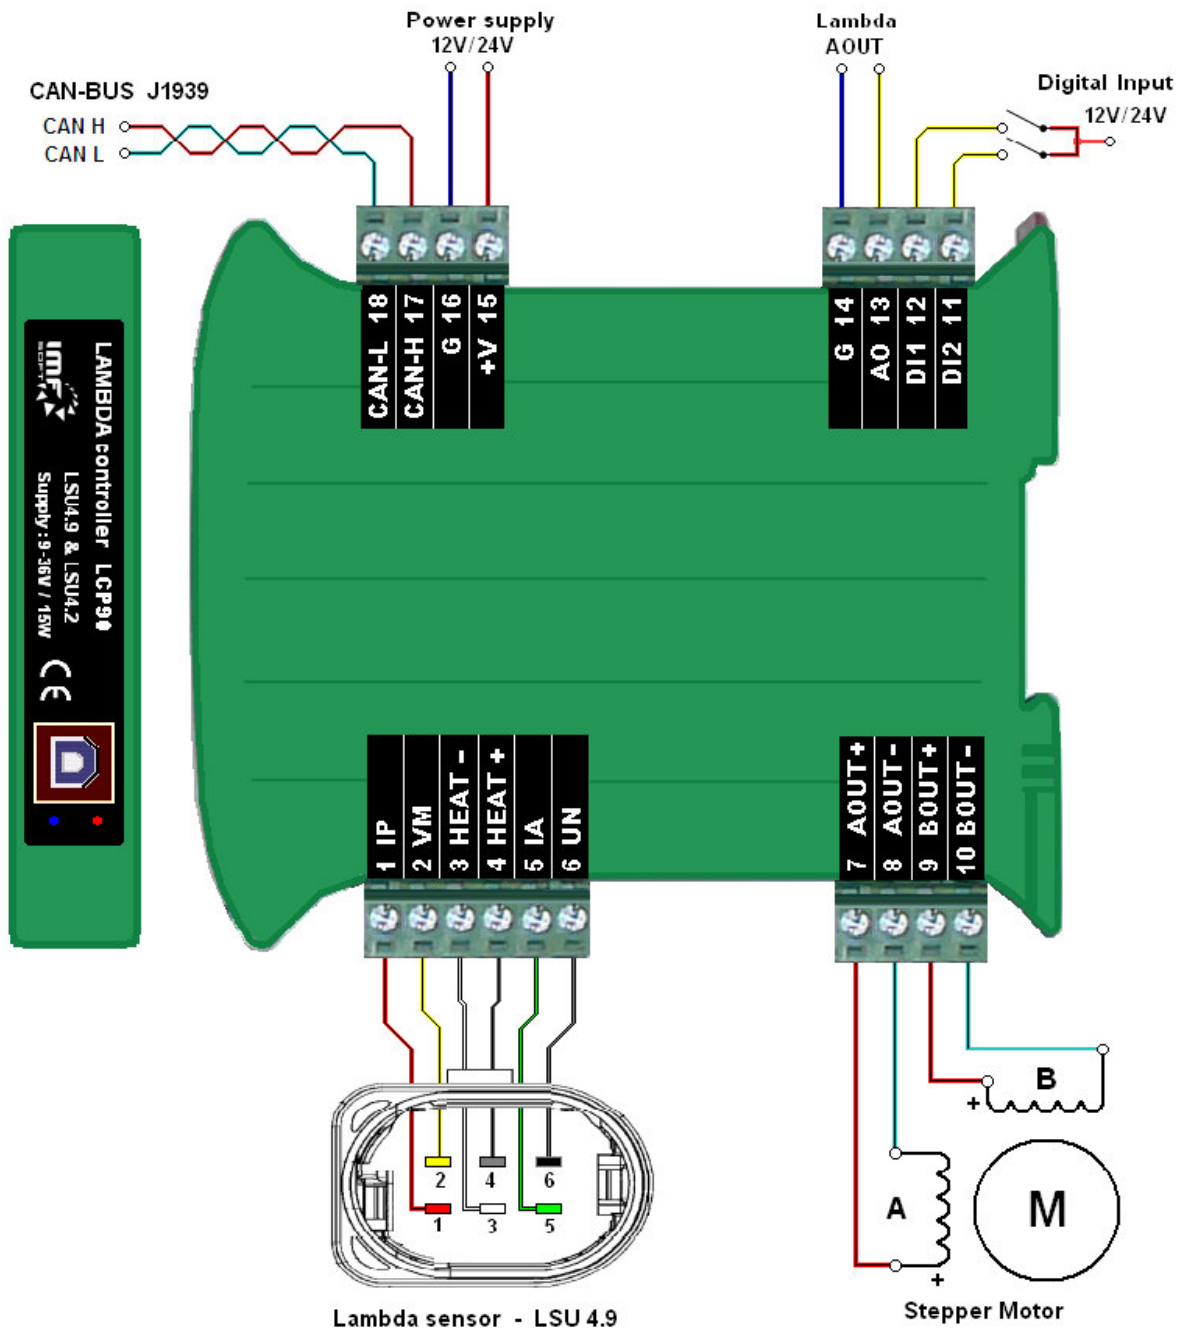 Power supply
12V/24V
Lambda
AOUT
Digital Input
12V/24V
CAN-BUS J1939
CAN H
CAN L
CAN-L 18
CAN-H 17
G 16
+V 15
G 14
AO 13
DI1 12
DI2 11
LAMBDA controller LCP90
LSU4.9 & LSU4.2
Supply : 9-36V / 15W
IMF
SOFT
CE
1 IP
2 VM
3 HEAT -
4 HEAT +
5 IA
6 UN
7 AOUT+
8 AOUT-
9 BOUT+
10 BOUT-
2 4 6
1 3 5
B
+
A
+
M
Lambda sensor - LSU 4.9
Stepper Motor